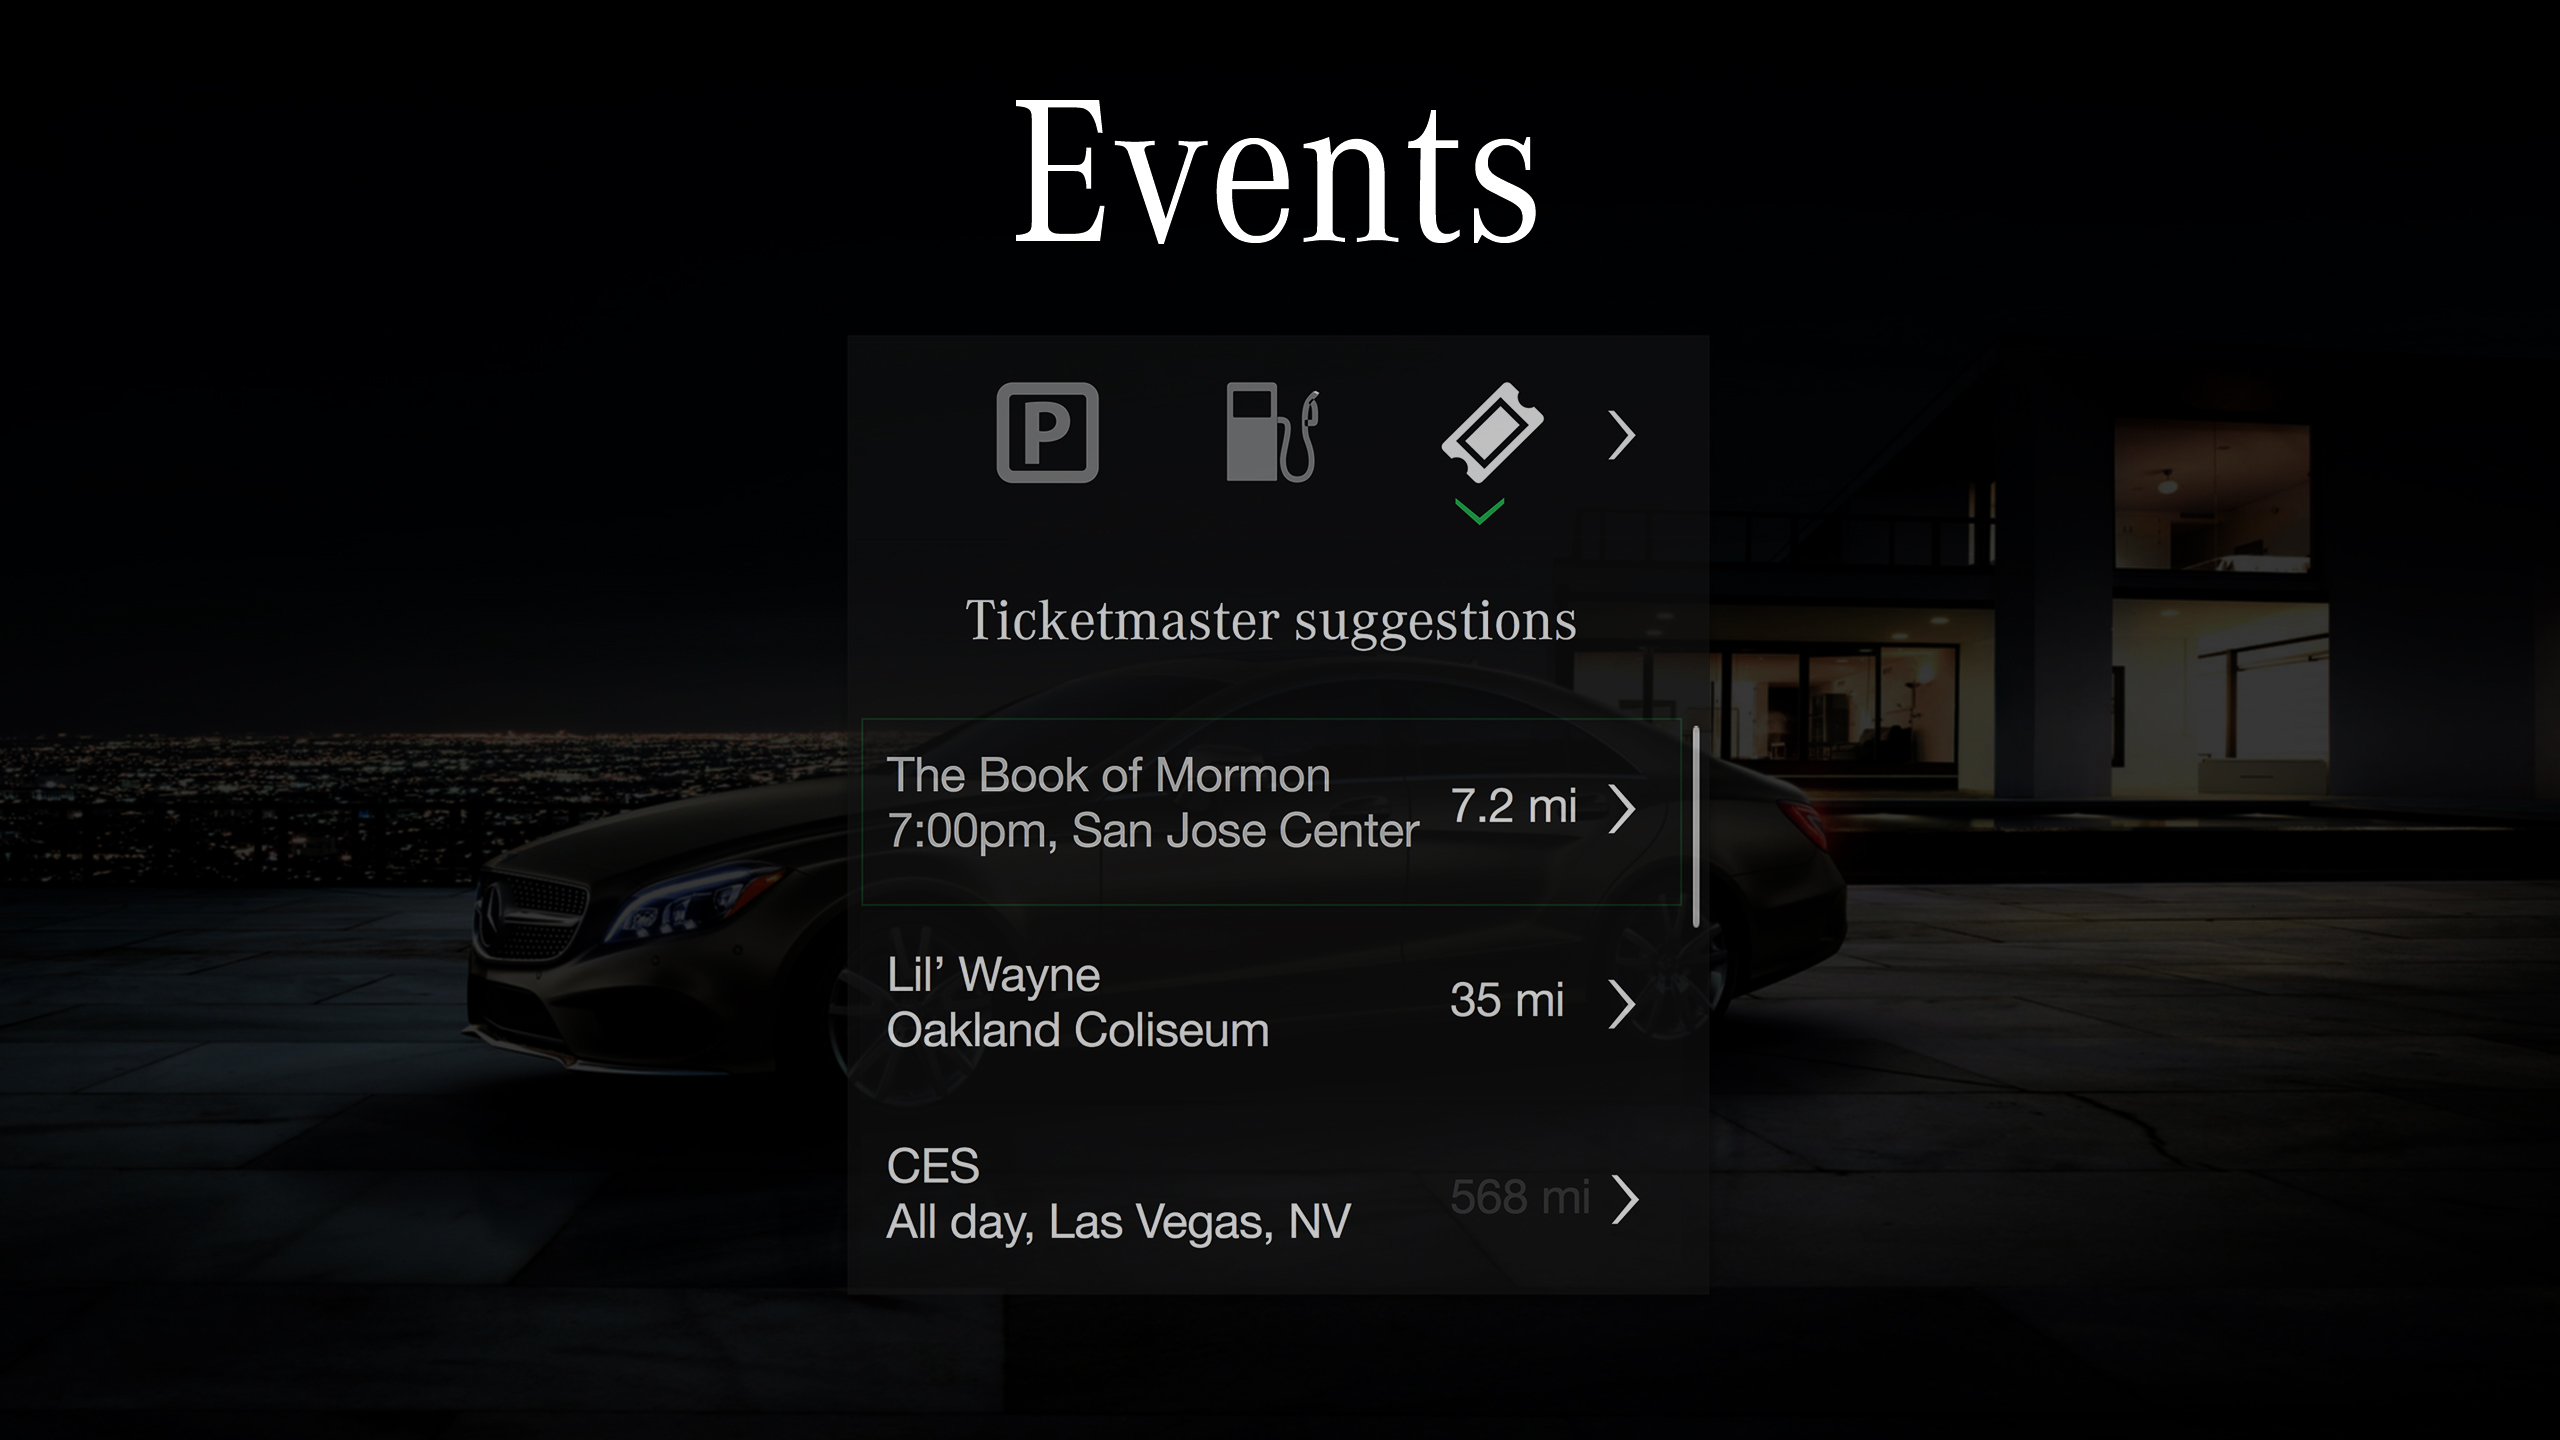 Events
P
Ticketmaster suggestions
The Book of Mormon
7:00pm, San Jose Center
7.2 mi
Lil’ Wayne
Oakland Coliseum
35 mi
CES
All day, Las Vegas, NV
568 mi